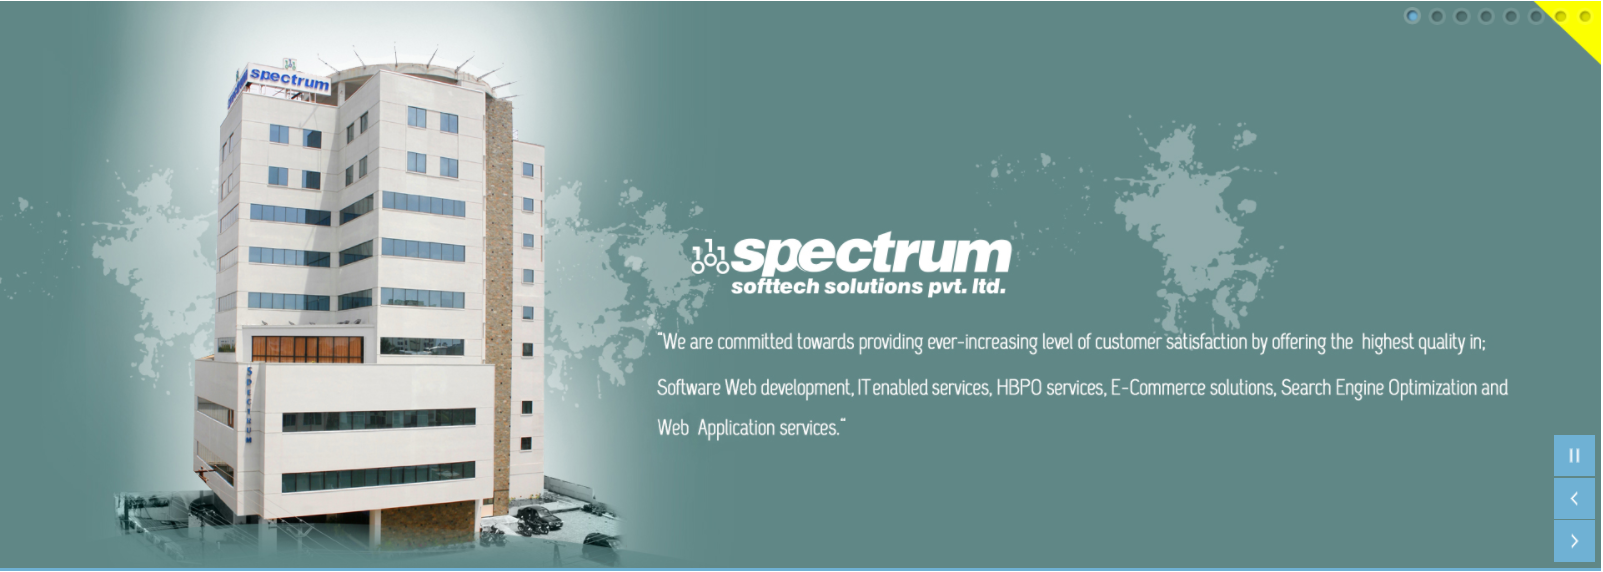 spectrum
spectrum
softtech solutions pvt. ltd.
"We are committed towards providing ever-increasing level of customer satisfaction by offering the highest quality in;
Software Web development, IT enabled services, HBPO services, E-Commerce solutions, Search Engine Optimization and
Web Application services."
SPECTRUM